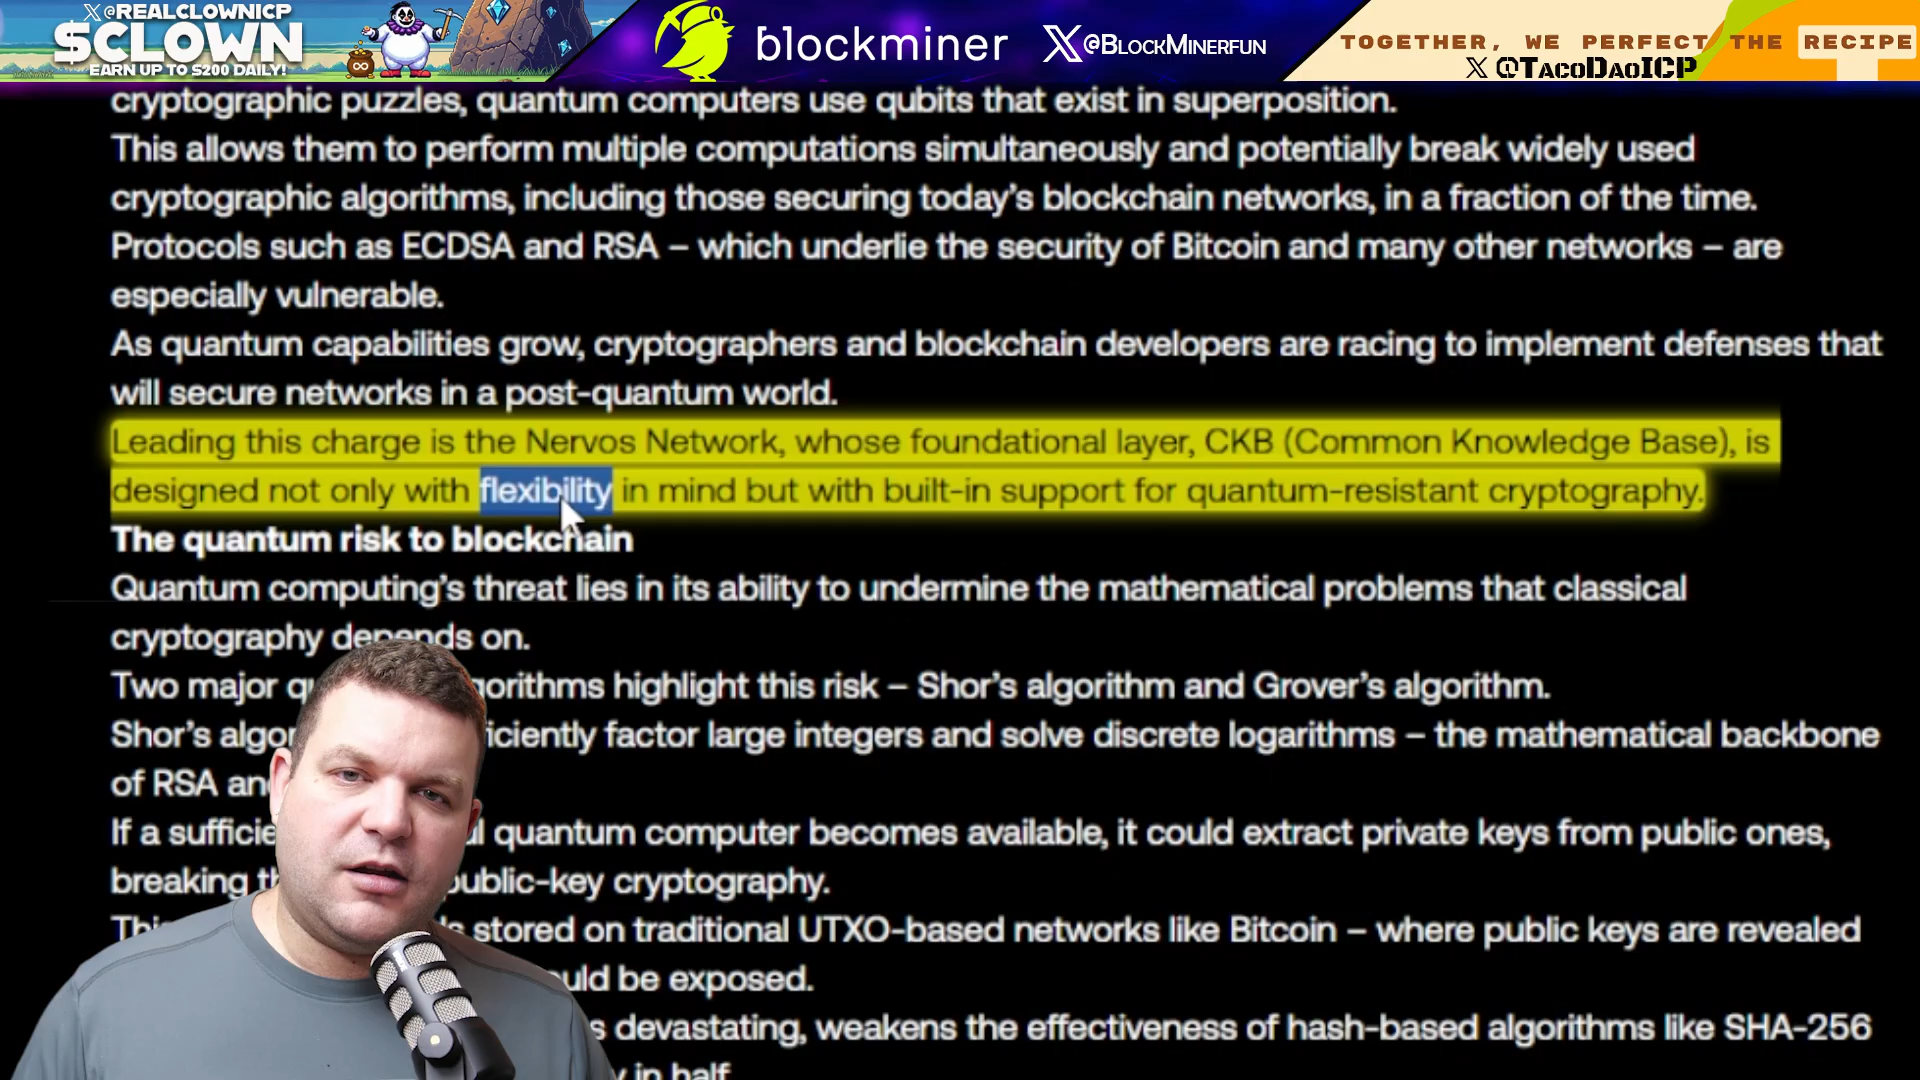 X@REALCLOWNICP
$CLOWN
EARN UP TO $200 DAILY!
blockminer
X@BLOCKMINERFUN
TOGETHER, WE PERFECT THE RECIPE
X @TACODAOICP
cryptographic puzzles, quantum computers use qubits that exist in superposition.
This allows them to perform multiple computations simultaneously and potentially break widely used
cryptographic algorithms, including those securing today's blockchain networks, in a fraction of the time.
Protocols such as ECDSA and RSA – which underlie the security of Bitcoin and many other networks – are
especially vulnerable.
As quantum capabilities grow, cryptographers and blockchain developers are racing to implement defenses that
will secure networks in a post-quantum world.
Leading this charge is the Nervos Network, whose foundational layer, CKB (Common Knowledge Base), is
designed not only with flexibility in mind but with built-in support for quantum-resistant cryptography.
The quantum risk to blockchain
Quantum computing's threat lies in its ability to undermine the mathematical problems that classical
cryptography depends on.
Two major gorithms highlight this risk – Shor's algorithm and Grover's algorithm.
Shor's algor iciently factor large integers and solve discrete logarithms – the mathematical backbone
of RSA an
If a sufficie l quantum computer becomes available, it could extract private keys from public ones,
breaking th public-key cryptography.
Thi s stored on traditional UTXO-based networks like Bitcoin – where public keys are revealed
uld be exposed.
s devastating, weakens the effectiveness of hash-based algorithms like SHA-256
y in half.